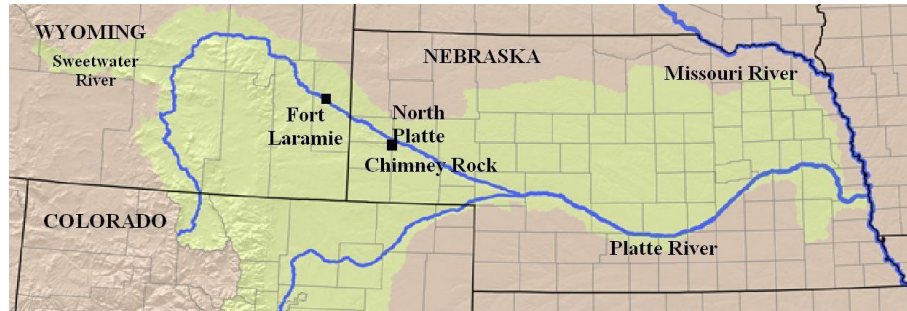 WYOMING
Sweetwater
River
NEBRASKA
Missouri River
Fort
Laramie
North
Platte
Chimney Rock
COLORADO
Platte River